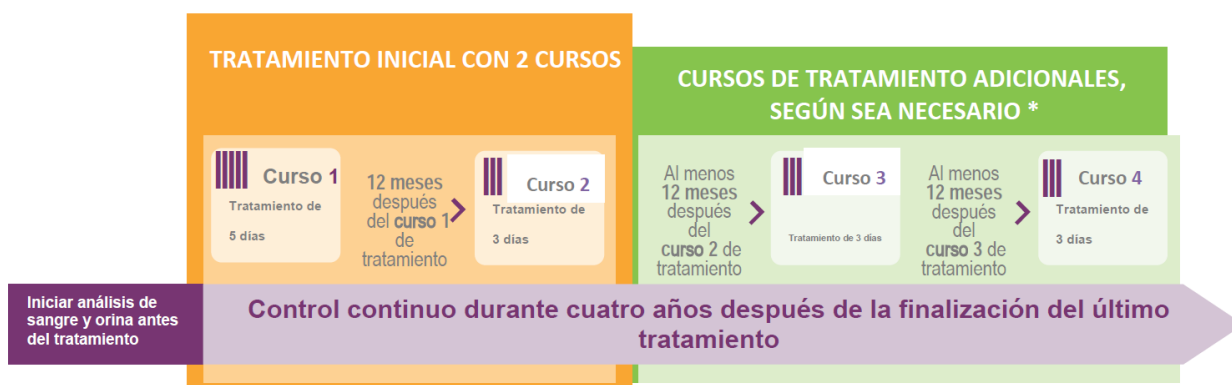 TRATAMIENTO INICIAL CON 2 CURSOS
CURSOS DE TRATAMIENTO ADICIONALES,
SEGÚN SEA NECESARIO *
Curso 1
Tratamiento de
5 días
12 meses
después
del curso 1
de
tratamiento
Curso 2
Tratamiento de
3 días
Al menos
12 meses
después
del
curso 2 de
tratamiento
Curso 3
Tratamiento de 3 días
Al menos
12 meses
después
del
curso 3 de
tratamiento
Curso 4
Tratamiento de
3 días
Iniciar análisis de
sangre y orina antes
del tratamiento
Control continuo durante cuatro años después de la finalización del último
tratamiento